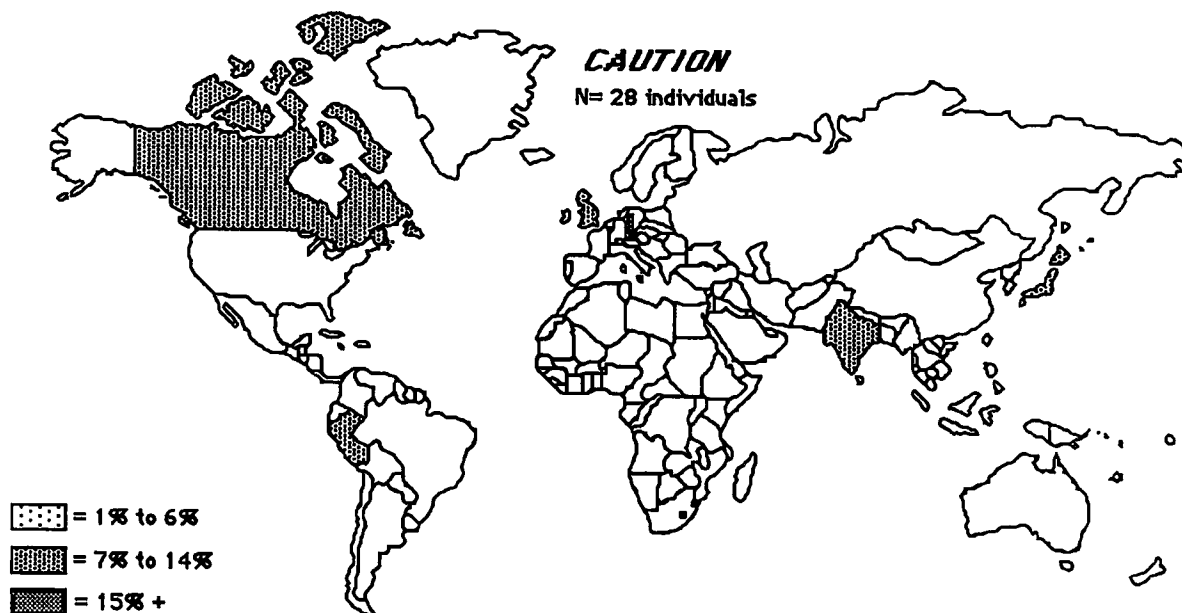 CAUTION
N= 28 individuals
= 1% to 6%
= 7% to 14%
= 15% +